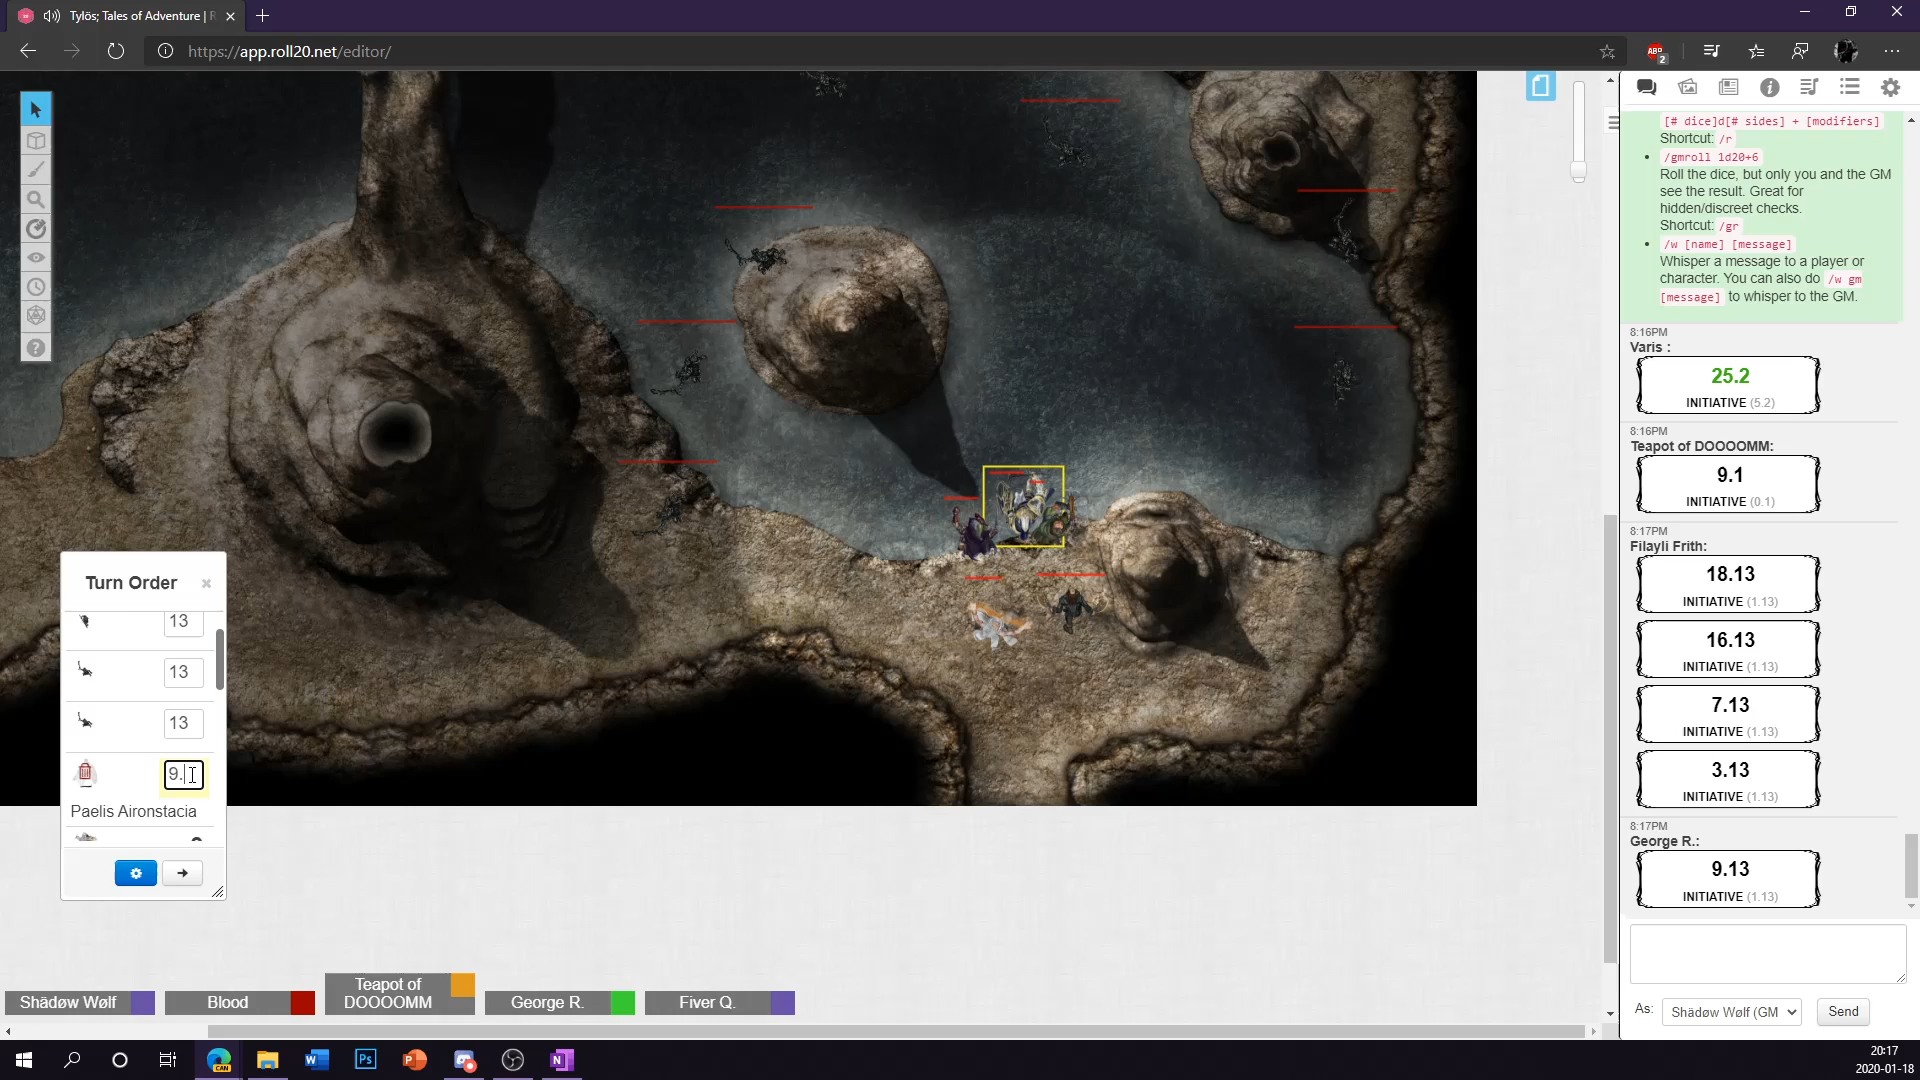 Tylös; Tales of Adventure | R
https://app.roll20.net/editor/
ABP
2
[# dice]d[# sides] + [modifiers]
Shortcut: /r
/gmroll 1d20+6
Roll the dice, but only you and the GM
see the result. Great for
hidden/discreet checks.
Shortcut: /gr
/w [name] [message]
Whisper a message to a player or
character. You can also do /w gm
[message] to whisper to the GM.
8:16PM
Varis :
25.2
INITIATIVE (5.2)
8:16PM
Teapot of DOOOOMM:
9.1
INITIATIVE (0.1)
8:17PM
Filayli Frith:
18.13
INITIATIVE (1.13)
16.13
INITIATIVE (1.13)
7.13
INITIATIVE (1.13)
3.13
INITIATIVE (1.13)
8:17PM
George R.:
9.13
INITIATIVE (1.13)
As: Shädøw Wølf (GM
Send
Turn Order
13
13
13
9.
Paelis Aironstacia
Shädøw Wølf
Blood
Teapot of
DOOOOMM
George R.
Fiver Q.
CAN
20:17
2020-01-18